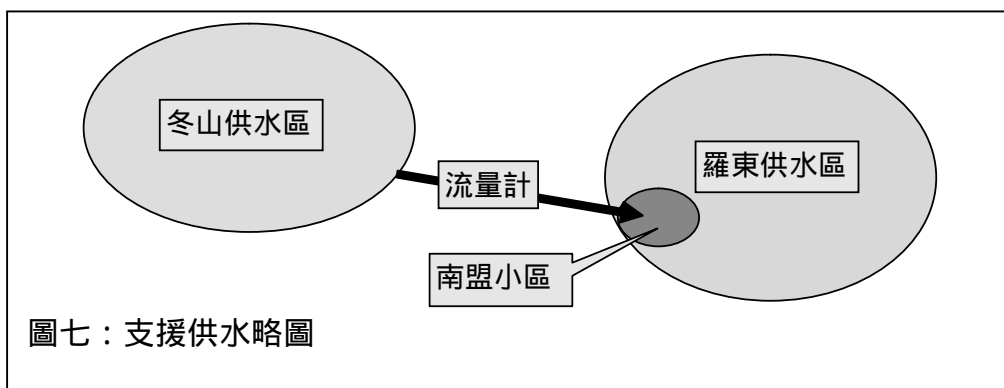 冬山供水區
羅東供水區
流量計
南盟小區
圖七：支援供水略圖